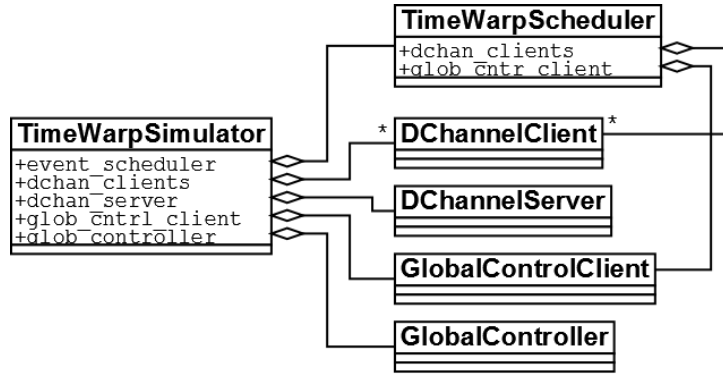 TimeWarpScheduler
+dchan_clients
+glob_cntr_client
TimeWarpSimulator
+event_scheduler
+dchan_clients
+dchan_server
+glob_cntrl_client
+glob_controller
* DChannelClient *
DChannelServer
GlobalControlClient
GlobalController